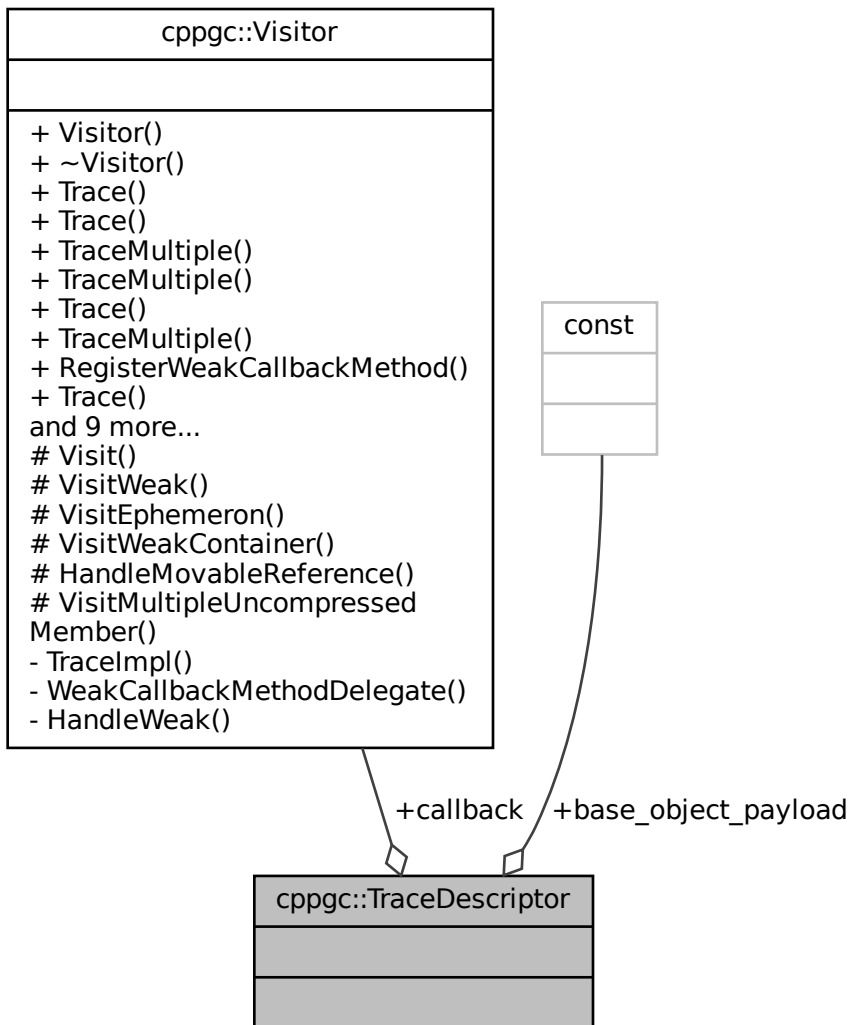 cppgc::Visitor
+ Visitor()
+ ~Visitor()
+ Trace()
+ Trace()
+ TraceMultiple()
+ TraceMultiple()
+ Trace()
+ TraceMultiple()
+ RegisterWeakCallbackMethod()
+ Trace()
and 9 more...
# Visit()
# VisitWeak()
# VisitEphemeron()
# VisitWeakContainer()
# HandleMovableReference()
# VisitMultipleUncompressed
Member()
- TraceImpl()
- WeakCallbackMethodDelegate()
- HandleWeak()
const
+callback
+base_object_payload
cppgc::TraceDescriptor